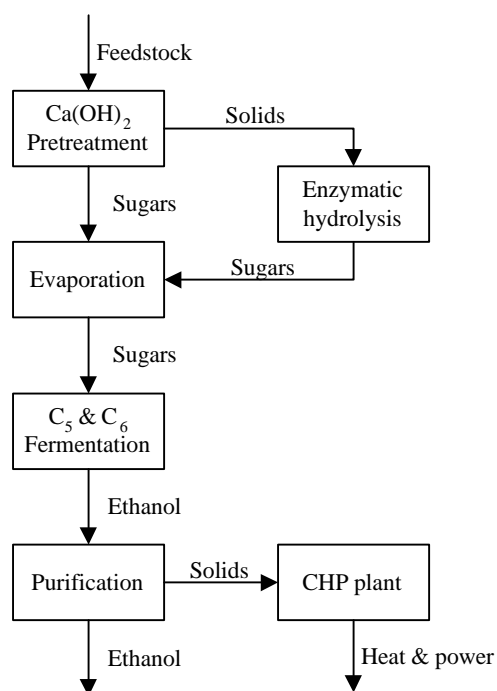 Feedstock
Ca(OH)2
Pretreatment
Solids
Enzymatic
hydrolysis
Sugars
Sugars
Evaporation
Sugars
C5 & C6
Fermentation
Ethanol
Purification
Solids
CHP plant
Ethanol
Heat & power